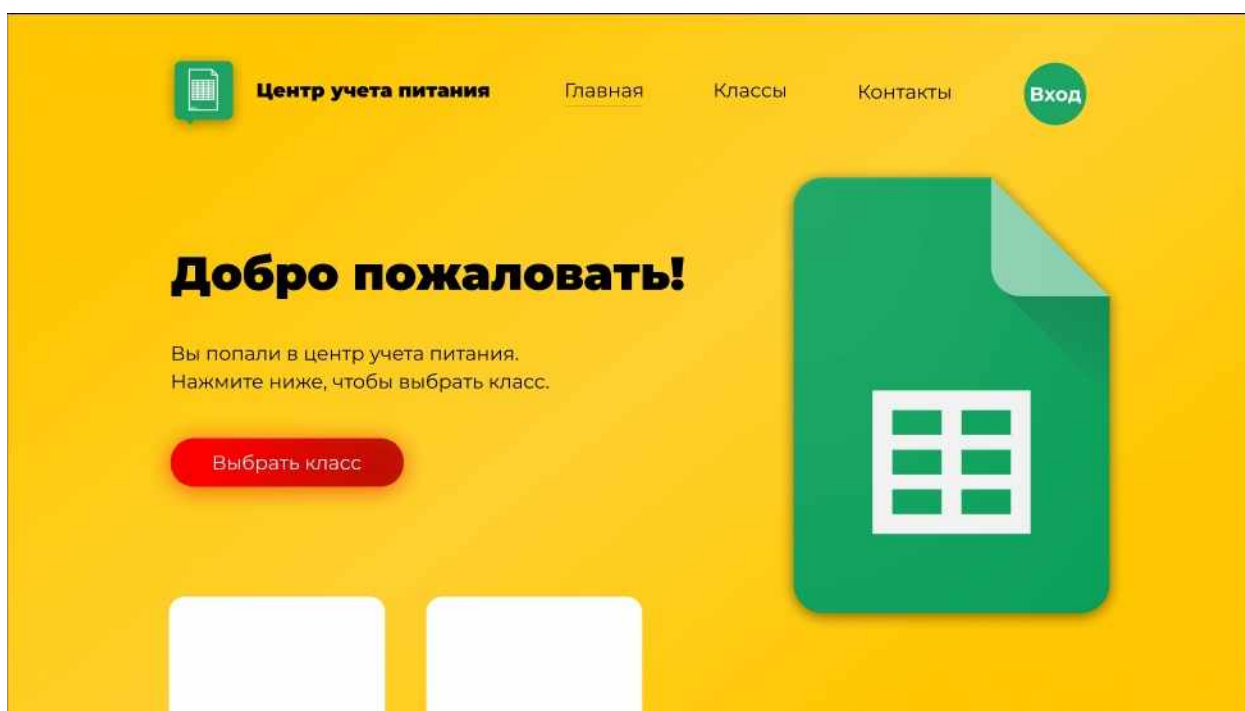 Центр учета питания
Главная
Классы
Контакты
Вход
Добро пожаловать!
Вы попали в центр учета питания.
Нажмите ниже, чтобы выбрать класс.
Выбрать класс